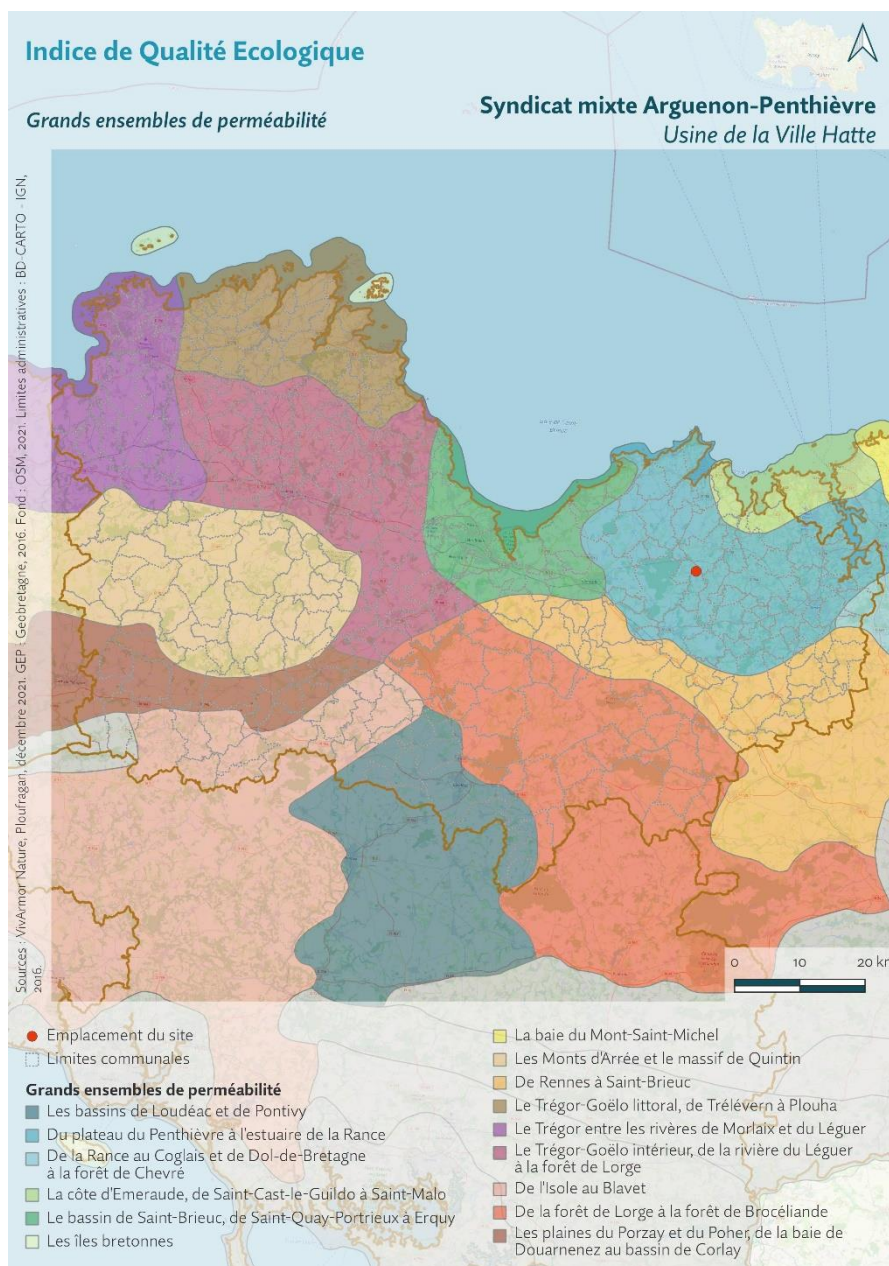 Indice de Qualité Ecologique
Grands ensembles de perméabilité
Syndicat mixte Arguenon-Penthièvre
Usine de la Ville Hatte
Sources : VivArmor Nature, Ploufragan, décembre 2021. GEP : Geobretagne, 2016. Fond : OSM, 2021. Limites administratives : BD-CARTO - IGN,
2016.
0 10 20 km
Emplacement du site
Limites communales
Grands ensembles de perméabilité
Les bassins de Loudéac et de Pontivy
Du plateau du Penthièvre à l'estuaire de la Rance
De la Rance au Coglais et de Dol-de-Bretagne
à la forêt de Chevré
La côte d'Emeraude, de Saint-Cast-le-Guildo à Saint-Malo
Le bassin de Saint-Brieuc, de Saint-Quay-Portrieux à Erquy
Les îles bretonnes
La baie du Mont-Saint-Michel
Les Monts d'Arrée et le massif de Quintin
De Rennes à Saint-Brieuc
Le Trégor-Goëlo littoral, de Trélévern à Plouha
Le Trégor entre les rivères de Morlaix et du Léguer
Le Trégor-Goëlo intérieur, de la rivière du Léguer
à la forêt de Lorge
De l'Isole au Blavet
De la forêt de Lorge à la forêt de Brocéliande
Les plaines du Porzay et du Poher, de la baie de
Douarnenez au bassin de Corlay